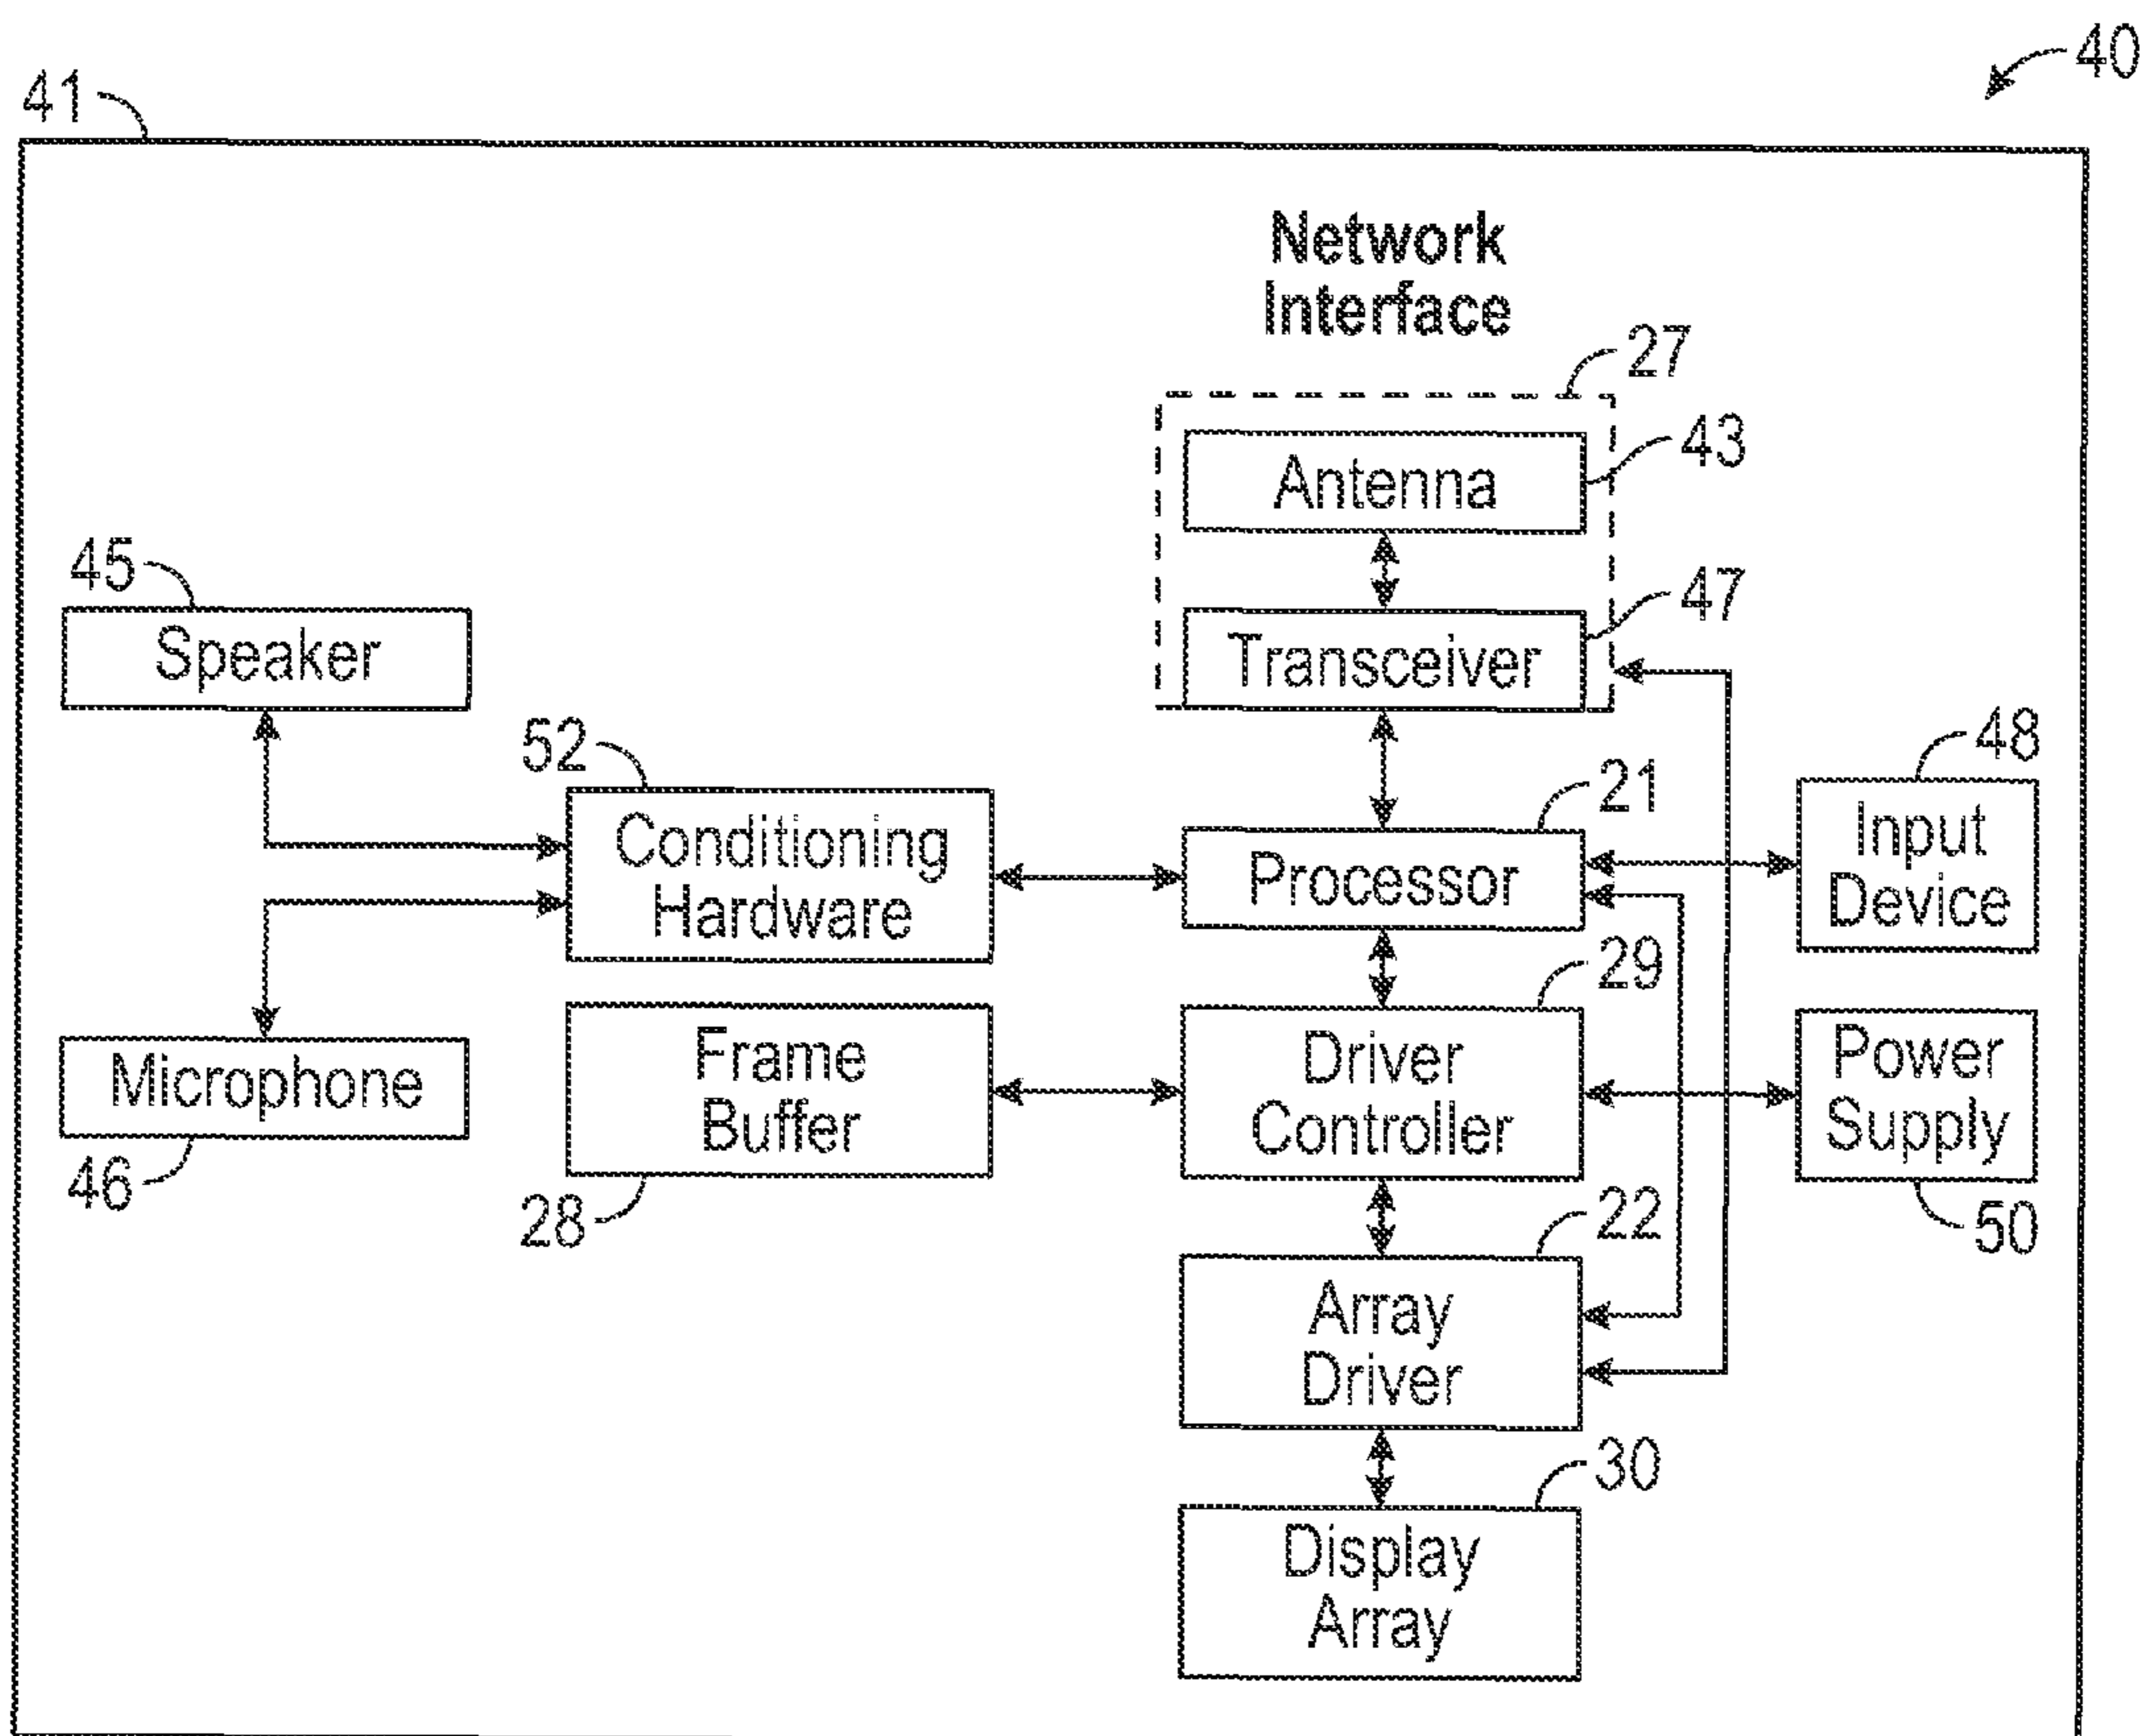 40
41
Network
Interface
27
Antenna
43
45
Speaker
Transceiver
47
52
Conditioning
Hardware
21
Processor
48
Input
Device
Microphone
46
Frame
Buffer
28
29
Driver
Controller
Power
Supply
50
22
Array
Driver
30
Display
Array